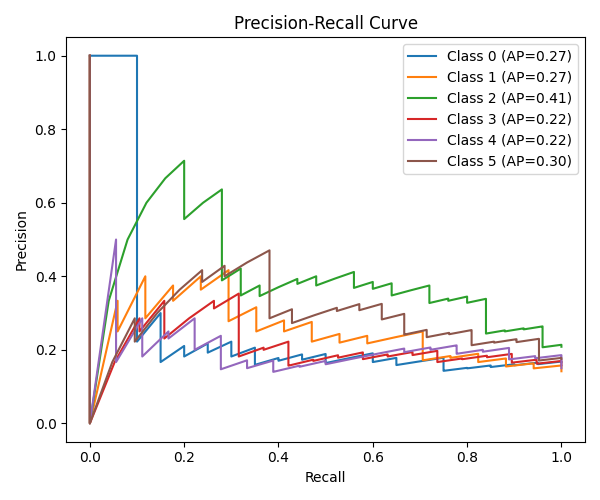 Precision-Recall Curve
Class 0 (AP=0.27)
Class 1 (AP=0.27)
Class 2 (AP=0.41)
Class 3 (AP=0.22)
Class 4 (AP=0.22)
Class 5 (AP=0.30)
Precision
1.0
0.8
0.6
0.4
0.2
0.0
0.0 0.2 0.4 0.6 0.8 1.0
Recall